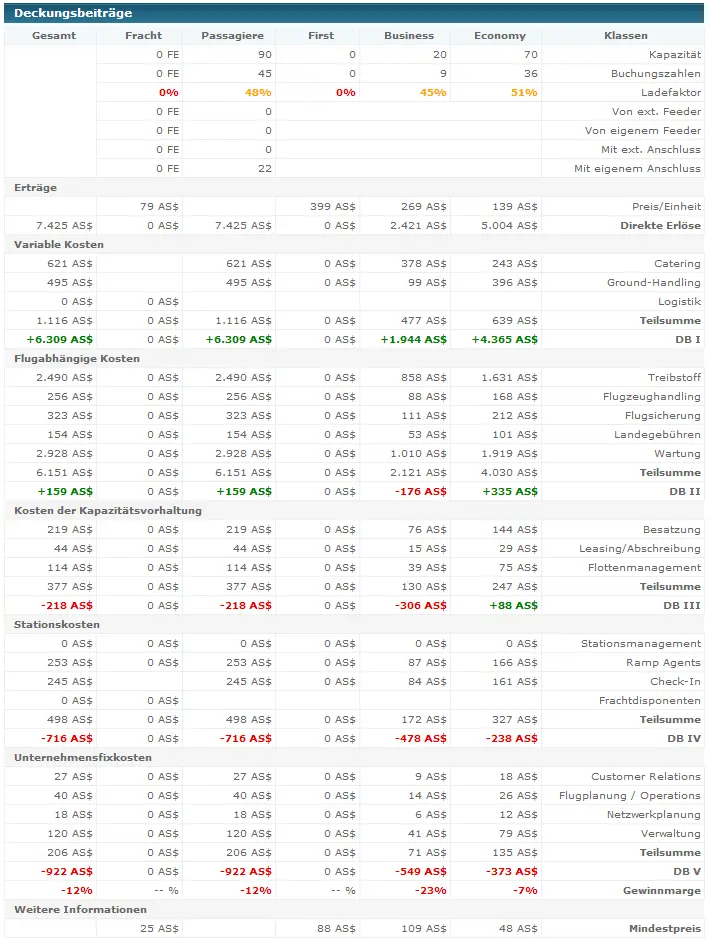 Deckungsbeiträge
Gesamt Fracht Passagiere First Business Economy Klassen
0 FE 90 0 20 70 Kapazität
0 FE 45 0 9 36 Buchungszahlen
0% 48% 0% 45% 51% Ladefaktor
0 FE 0 Von ext. Feeder
0 FE 0 Von eigenem Feeder
0 FE 0 Mit ext. Anschluss
0 FE 22 Mit eigenem Anschluss
Erträge
79 AS$ 399 AS$ 269 AS$ 139 AS$ Preis/Einheit
7.425 AS$ 0 AS$ 7.425 AS$ 0 AS$ 2.421 AS$ 5.004 AS$ Direkte Erlöse
Variable Kosten
621 AS$ 621 AS$ 378 AS$ 243 AS$ Catering
495 AS$ 495 AS$ 99 AS$ 396 AS$ Ground-Handling
0 AS$ 0 AS$ Logistik
1.116 AS$ 0 AS$ 1.116 AS$ 0 AS$ 477 AS$ 639 AS$ Teilsumme
+6.309 AS$ 0 AS$ +6.309 AS$ 0 AS$ +1.944 AS$ +4.365 AS$ DB I
Flugabhängige Kosten
2.490 AS$ 0 AS$ 2.490 AS$ 0 AS$ 858 AS$ 1.631 AS$ Treibstoff
256 AS$ 0 AS$ 256 AS$ 0 AS$ 88 AS$ 168 AS$ Flugzeughandling
323 AS$ 0 AS$ 323 AS$ 0 AS$ 111 AS$ 212 AS$ Flugsicherung
154 AS$ 0 AS$ 154 AS$ 0 AS$ 53 AS$ 101 AS$ Landegebühren
2.928 AS$ 0 AS$ 2.928 AS$ 0 AS$ 1.010 AS$ 1.919 AS$ Wartung
6.151 AS$ 0 AS$ 6.151 AS$ 0 AS$ 2.121 AS$ 4.030 AS$ Teilsumme
+159 AS$ 0 AS$ +159 AS$ 0 AS$ -176 AS$ +335 AS$ DB II
Kosten der Kapazitätsvorhaltung
219 AS$ 0 AS$ 219 AS$ 0 AS$ 76 AS$ 144 AS$ Besatzung
44 AS$ 0 AS$ 44 AS$ 0 AS$ 15 AS$ 29 AS$ Leasing/Abschreibung
114 AS$ 0 AS$ 114 AS$ 0 AS$ 39 AS$ 75 AS$ Flottenmanagement
377 AS$ 0 AS$ 377 AS$ 0 AS$ 130 AS$ 247 AS$ Teilsumme
-218 AS$ 0 AS$ -218 AS$ 0 AS$ -306 AS$ +88 AS$ DB III
Stationskosten
0 AS$ 0 AS$ 0 AS$ 0 AS$ 0 AS$ 0 AS$ Stationsmanagement
253 AS$ 0 AS$ 253 AS$ 0 AS$ 87 AS$ 166 AS$ Ramp Agents
245 AS$ 245 AS$ 0 AS$ 84 AS$ 161 AS$ Check-In
0 AS$ 0 AS$ Frachtdisponenten
498 AS$ 0 AS$ 498 AS$ 0 AS$ 172 AS$ 327 AS$ Teilsumme
-716 AS$ 0 AS$ -716 AS$ 0 AS$ -478 AS$ -238 AS$ DB IV
Unternehmensfixkosten
27 AS$ 0 AS$ 27 AS$ 0 AS$ 9 AS$ 18 AS$ Customer Relations
40 AS$ 0 AS$ 40 AS$ 0 AS$ 14 AS$ 26 AS$ Flugplanung / Operations
18 AS$ 0 AS$ 18 AS$ 0 AS$ 6 AS$ 12 AS$ Netzwerkplanung
120 AS$ 0 AS$ 120 AS$ 0 AS$ 41 AS$ 79 AS$ Verwaltung
206 AS$ 0 AS$ 206 AS$ 0 AS$ 71 AS$ 135 AS$ Teilsumme
-922 AS$ 0 AS$ -922 AS$ 0 AS$ -549 AS$ -373 AS$ DB V
-12% -- % -12% -- % -23% -7% Gewinnmarge
Weitere Informationen
25 AS$ 88 AS$ 109 AS$ 48 AS$ Mindestpreis